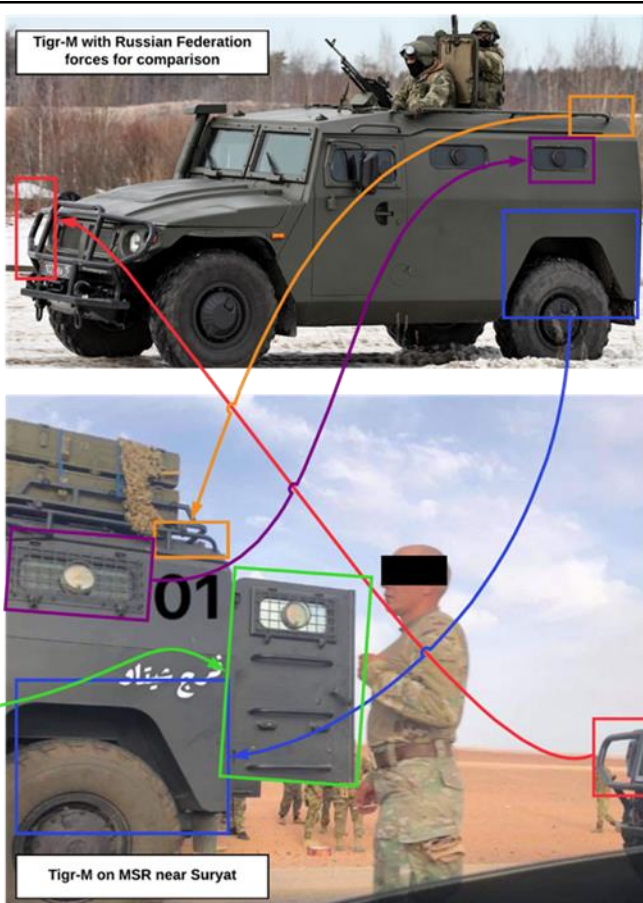 Tigr-M with Russian Federation
forces for comparison
01
Tigr-M on MSR near Suryat